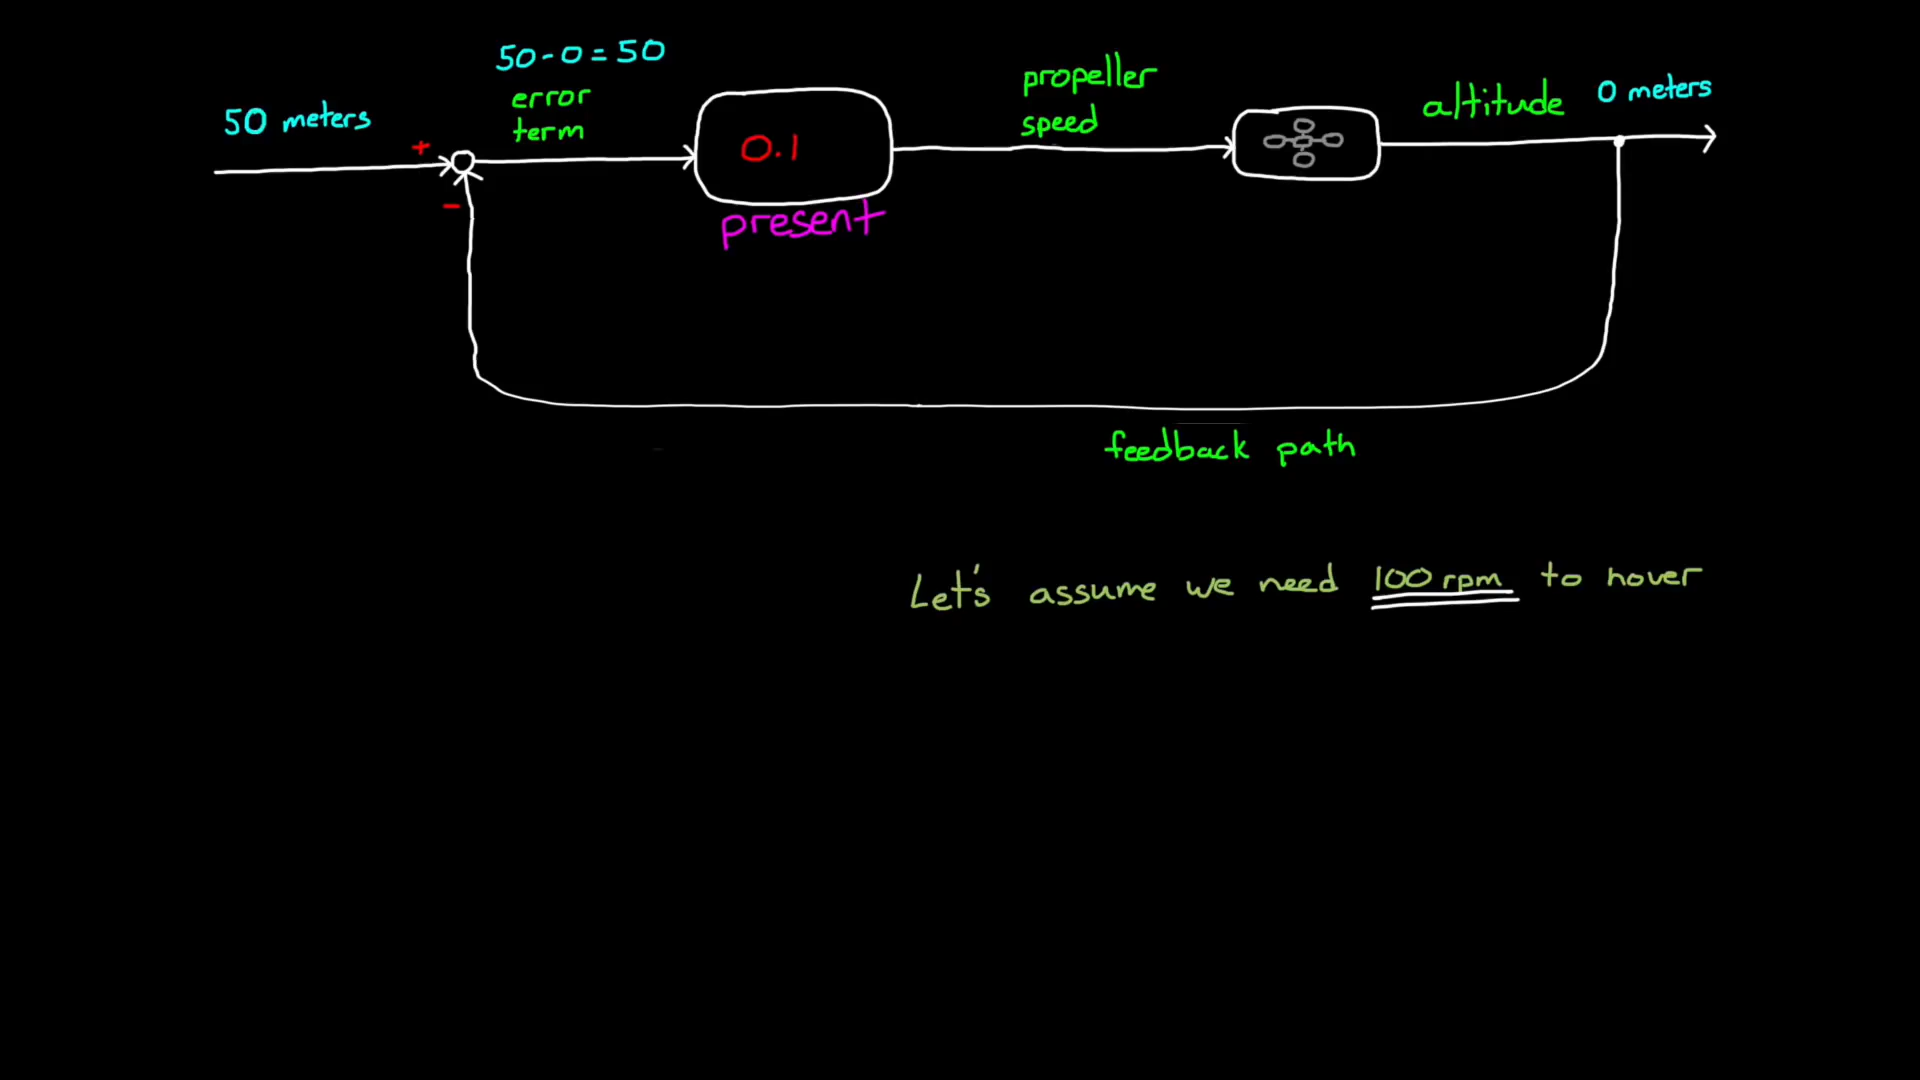 50 meters
+
-
50-0=50
error
term
0.1
present
propeller
speed
altitude
0 meters
feedback path
Let's assume we need 100 rpm to hover